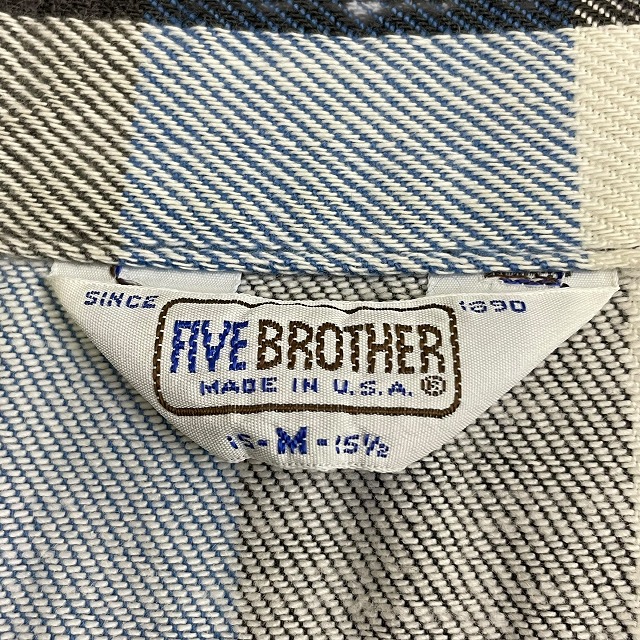 SINCE 1890
FIVE BROTHER
MADE IN U.S.A. ®
15-M-15½